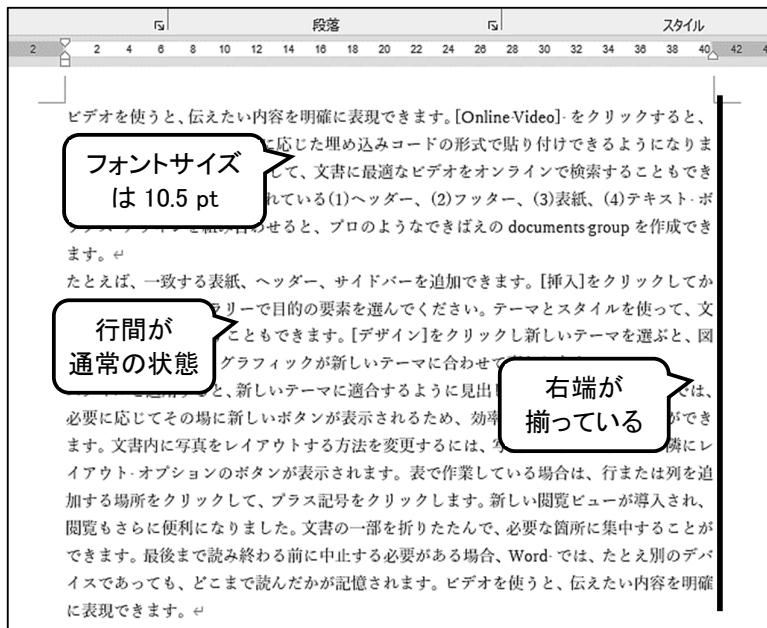 段落
スタイル
2 2 4 6 8 10 12 14 16 18 20 22 24 26 28 30 32 34 36 38 40 42 4
ビデオを使うと、伝えたい内容を明確に表現できます。[Online Video] をクリックすると、
に応じた埋め込みコードの形式で貼り付けできるようになりま
して、文書に最適なビデオをオンラインで検索することもでき
れている(1)ヘッダー、(2)フッター、(3)表紙、(4)テキスト ボ
せると、プロのようなできばえの documents group を作成でき
ます。↵
たとえば、一致する表紙、ヘッダー、サイドバーを追加できます。[挿入]をクリックしてか
ラリーで目的の要素を選んでください。テーマとスタイルを使って、文
こともできます。[デザイン]をクリックし新しいテーマを選ぶと、図
グラフィックが新しいテーマに合わせて
と、新しいテーマに適合するように見出し
では、
必要に応じてその場に新しいボタンが表示されるため、効率
ができ
ます。文書内に写真をレイアウトする方法を変更するには、写
隣にレ
イアウト オプションのボタンが表示されます。表で作業している場合は、行または列を追
加する場所をクリックして、プラス記号をクリックします。新しい閲覧ビューが導入され、
閲覧もさらに便利になりました。文書の一部を折りたたんで、必要な箇所に集中することが
できます。最後まで読み終わる前に中止する必要がある場合、Word では、たとえ別のデバ
イスであっても、どこまで読んだかが記憶されます。ビデオを使うと、伝えたい内容を明確
に表現できます。↵
フォントサイズ
は 10.5 pt
行間が
通常の状態
右端が
揃っている